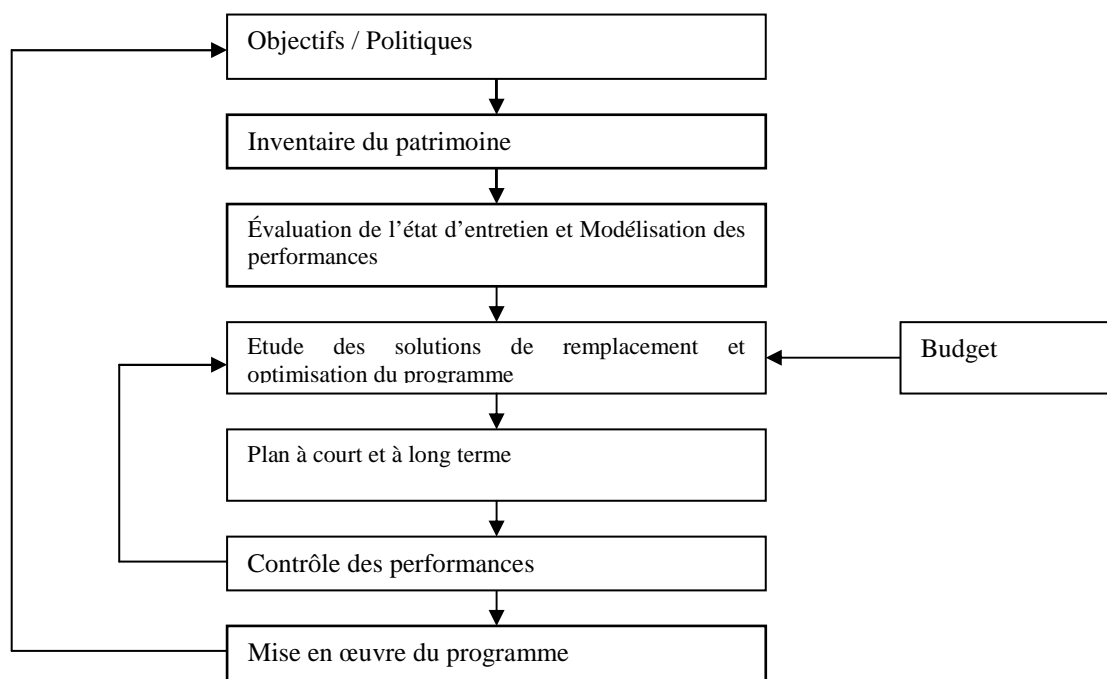 Objectifs / Politiques
Inventaire du patrimoine
Évaluation de l’état d’entretien et Modélisation des
performances
Etude des solutions de remplacement et
optimisation du programme
Budget
Plan à court et à long terme
Contrôle des performances
Mise en œuvre du programme